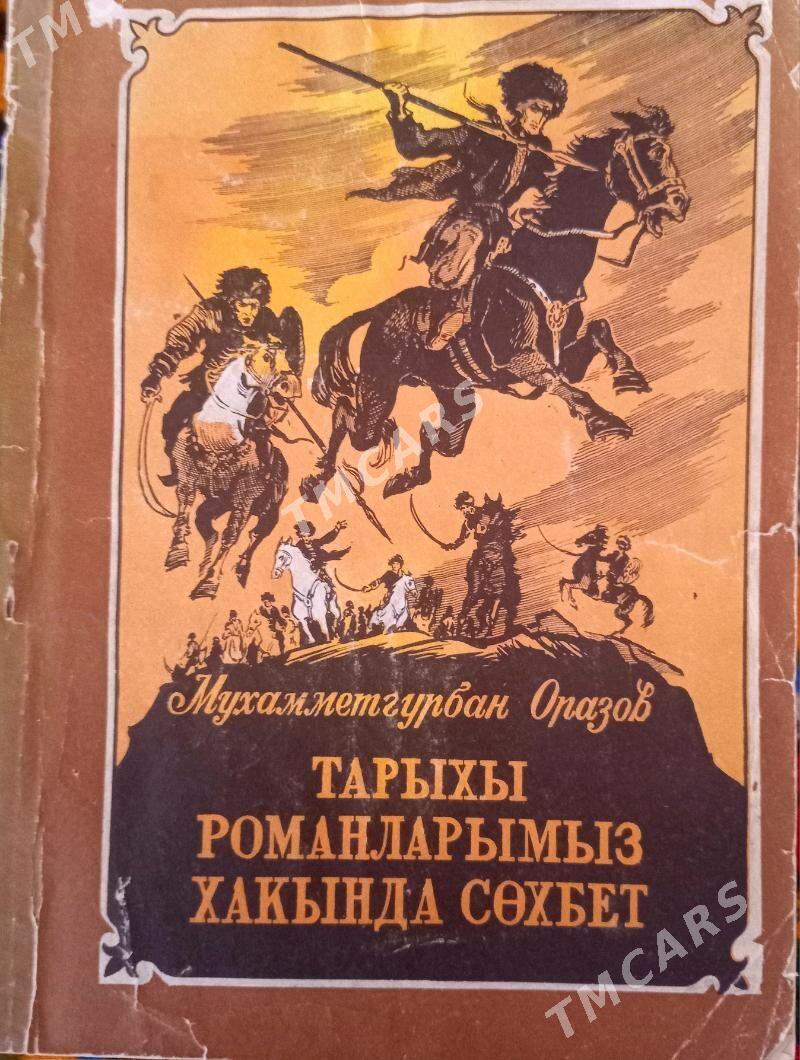 TMCARS
TMCARS
Мухамметгурбан Оразов
ТАРЫХЫ
РОМАНЛАРЫМЫЗ
ХАКЫНДА СӨХБЕТ
TMCARS